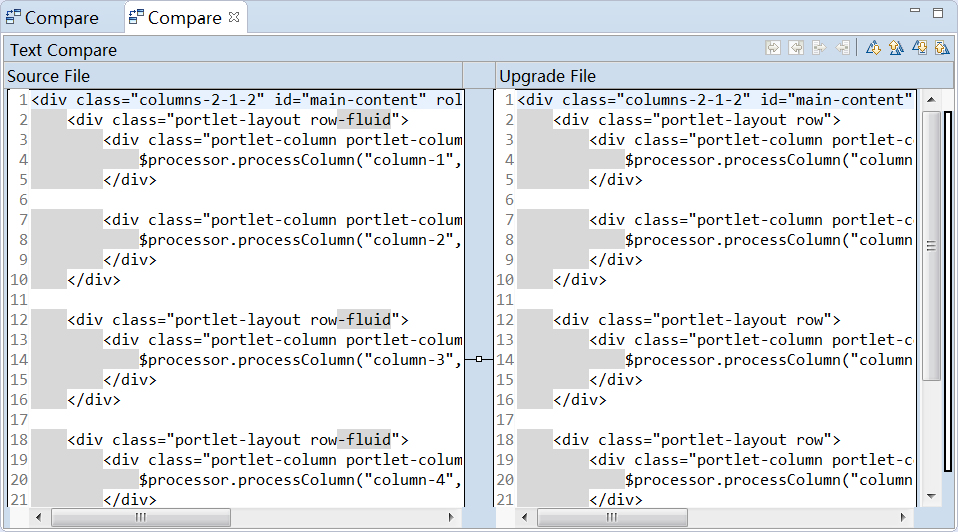 Compare Compare
Text Compare
Source File
1 <div class="columns-2-1-2" id="main-content" rol
2 <div class="portlet-layout row-fluid">
3 <div class="portlet-column portlet-colum
4 $processor.processColumn("column-1",
5 </div>
6
7 <div class="portlet-column portlet-colum
8 $processor.processColumn("column-2",
9 </div>
10 </div>
11
12 <div class="portlet-layout row-fluid">
13 <div class="portlet-column portlet-colum
14 $processor.processColumn("column-3",
15 </div>
16 </div>
17
18 <div class="portlet-layout row-fluid">
19 <div class="portlet-column portlet-colum
20 $processor.processColumn("column-4",
21 </div>
Upgrade File
1 <div class="columns-2-1-2" id="main-content"
2 <div class="portlet-layout row">
3 <div class="portlet-column portlet-c
4 $processor.processColumn("column
5 </div>
6
7 <div class="portlet-column portlet-c
8 $processor.processColumn("column
9 </div>
10 </div>
11
12 <div class="portlet-layout row">
13 <div class="portlet-column portlet-c
14 $processor.processColumn("column
15 </div>
16 </div>
17
18 <div class="portlet-layout row">
19 <div class="portlet-column portlet-c
20 $processor.processColumn("column
21 </div>